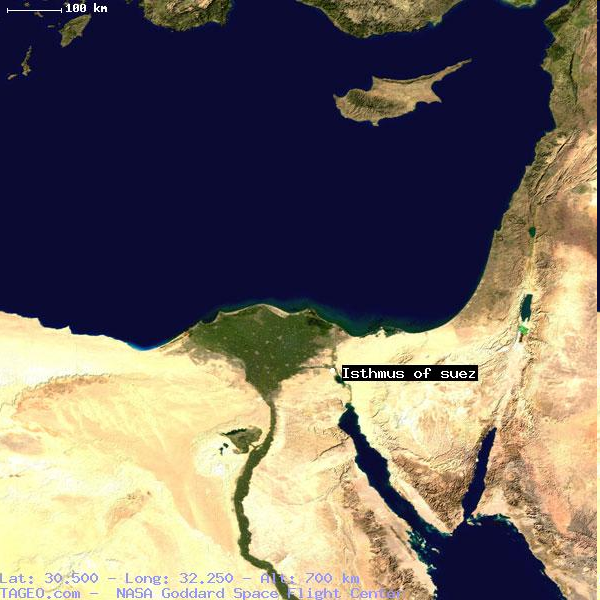 100 km
Isthmus of suez
Lat: 30.500 - Long: 32.250 - Alt: 700 km
TAGEO.com - NASA Goddard Space Flight Center